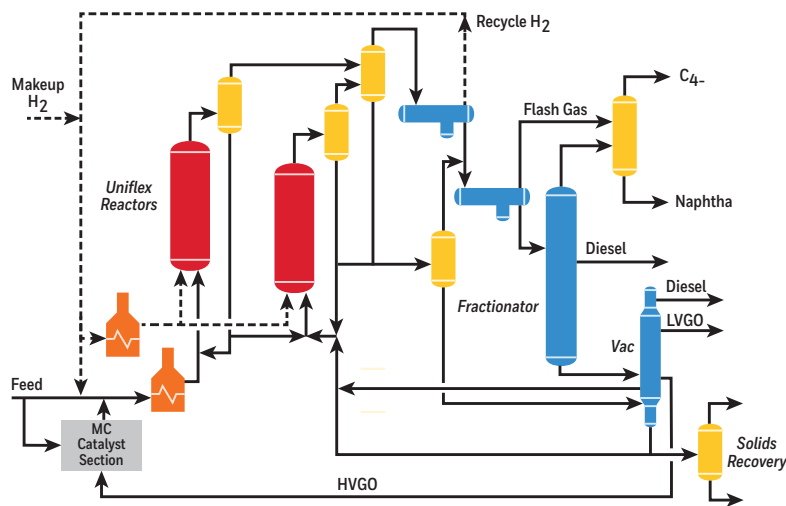 Recycle H2
Makeup
H2
C4-
Flash Gas
Uniflex
Reactors
Naphtha
Diesel
Fractionator
Diesel
LVGO
Vac
Feed
MC
Catalyst
Section
Solids
Recovery
HVGO